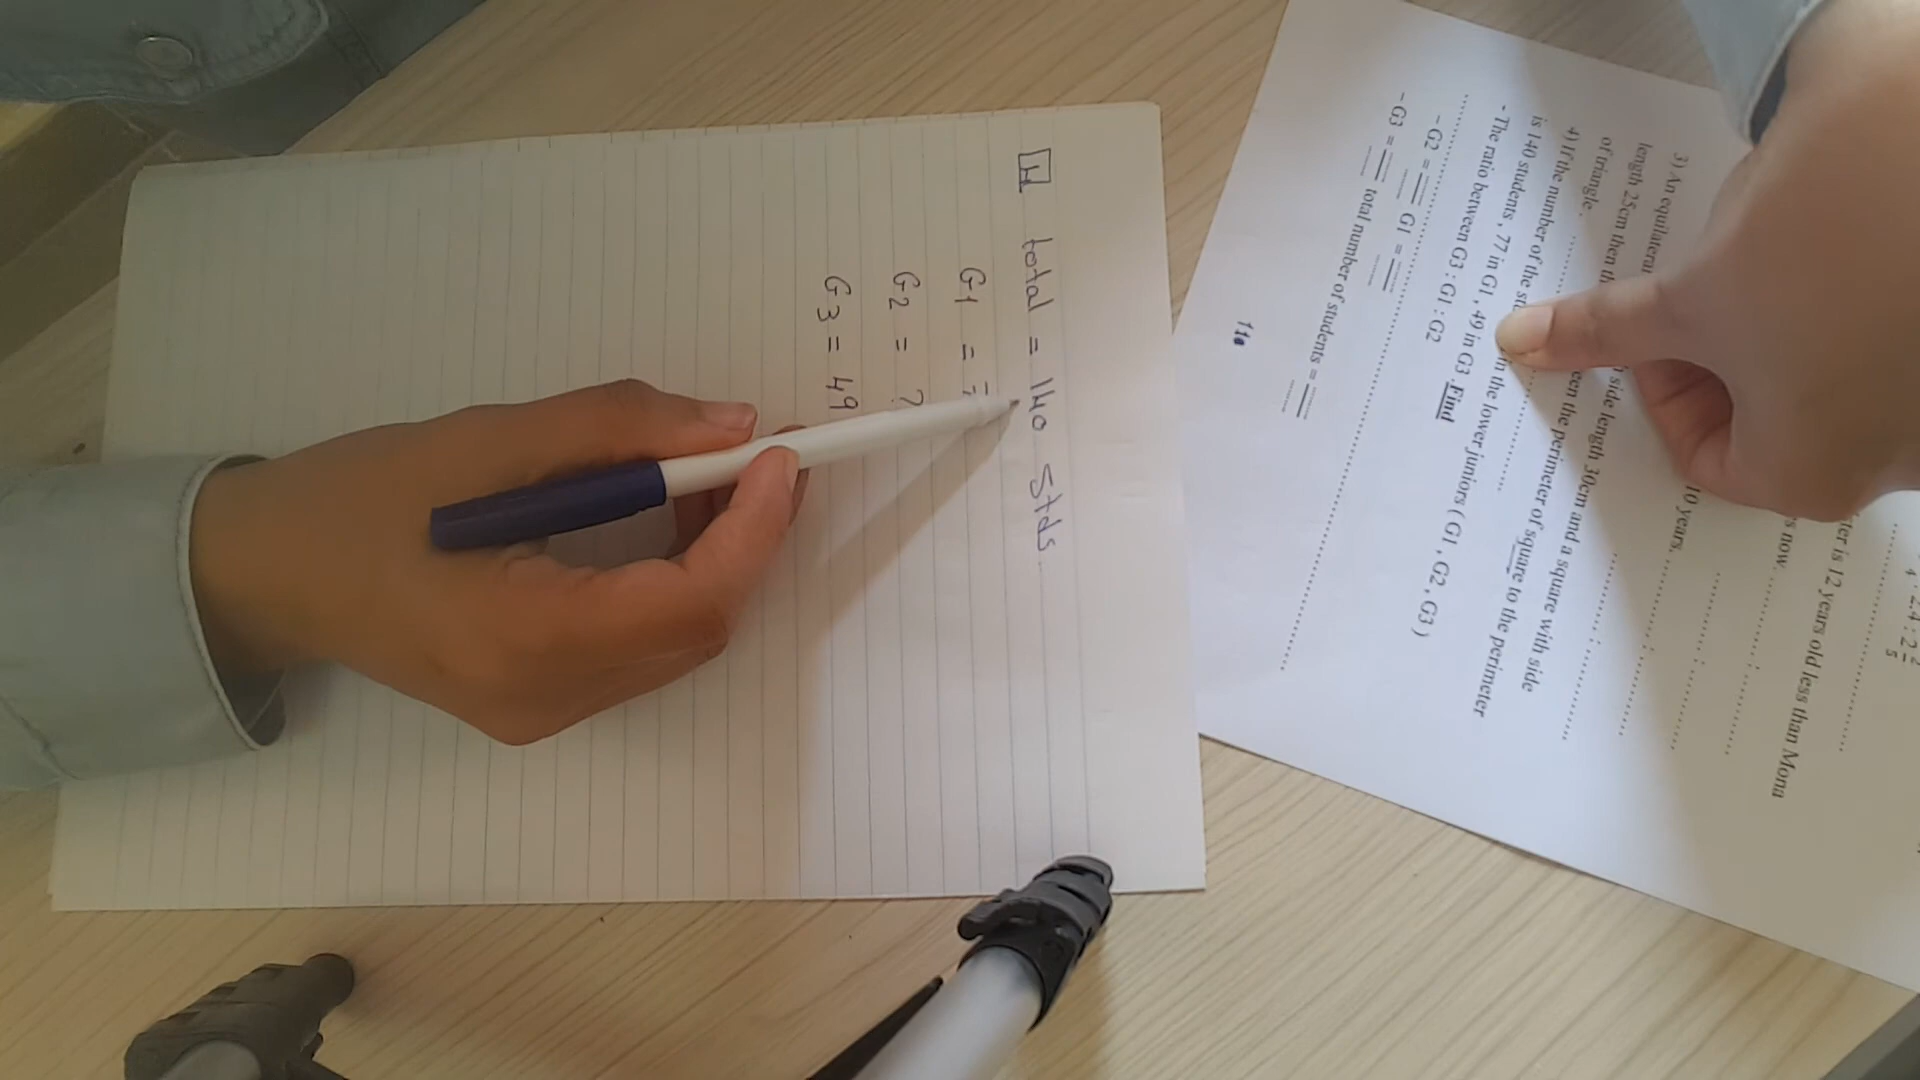 4 : 24 : 2 2/5
ter is 12 years old less than Mona
s now.
10 years.
3) An equilateral side length 30cm and a square with side
length 25cm then th een the perimeter of square to the perimeter
of triangle.
4) If the number of the st in the lower juniors ( G1 , G2 , G3 )
is 140 students , 77 in G1 , 49 in G3 . Find
- The ratio between G3 : G1 : G2
- G2 = G1 =
- G3 = total number of students =
4 total = 140 stds
G1 =
G2 = ?
G3 = 49